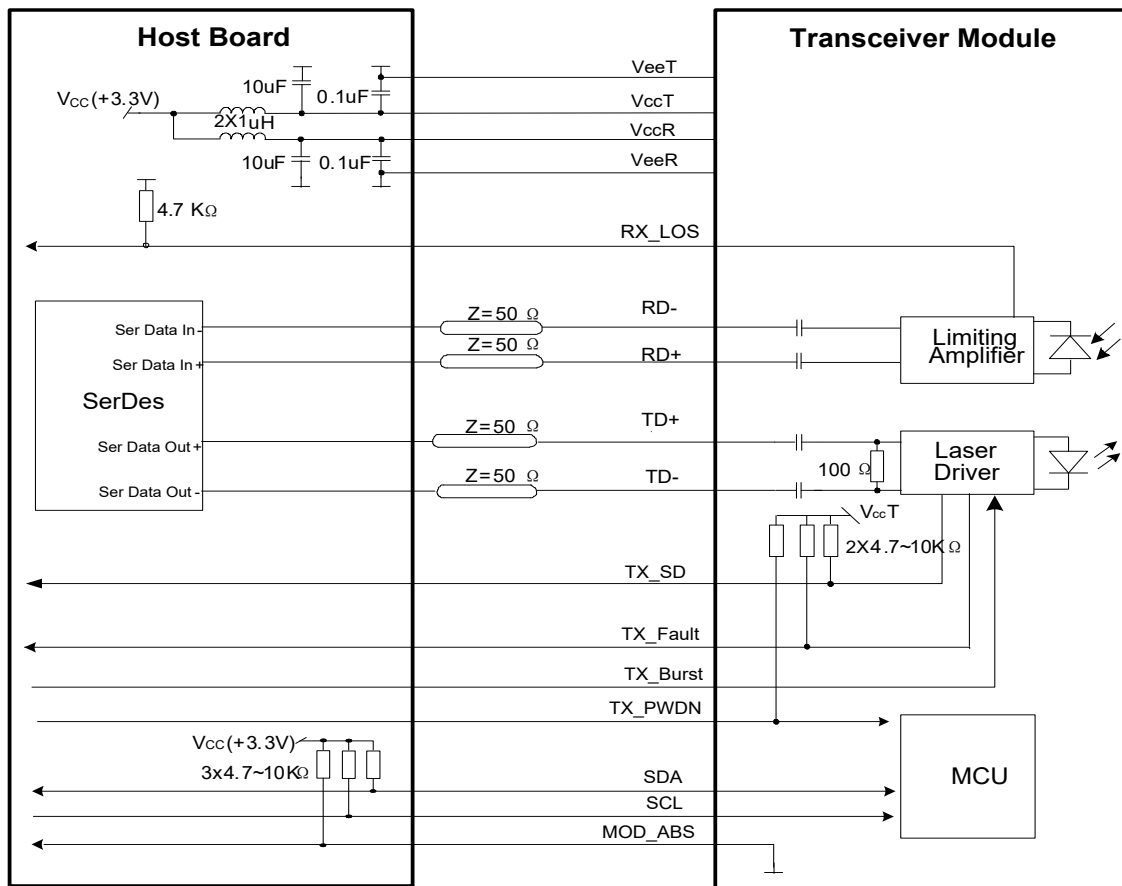 Host Board
Transceiver Module
VeeT
10uF
0.1uF
VCC(+3.3V)
VccT
2X1uH
VccR
10uF
0.1uF
VeeR
4.7 KΩ
RX_LOS
Z=50 Ω
RD-
Ser Data In-
Limiting
Amplifier
Z=50 Ω
RD+
Ser Data In+
SerDes
TD+
Z=50 Ω
Ser Data Out+
Laser
Driver
100 Ω
Z=50 Ω
TD-
Ser Data Out-
VccT
2X4.7~10KΩ
TX_SD
TX_Fault
TX_Burst
TX_PWDN
VCC(+3.3V)
3x4.7~10KΩ
SDA
MCU
SCL
MOD_ABS